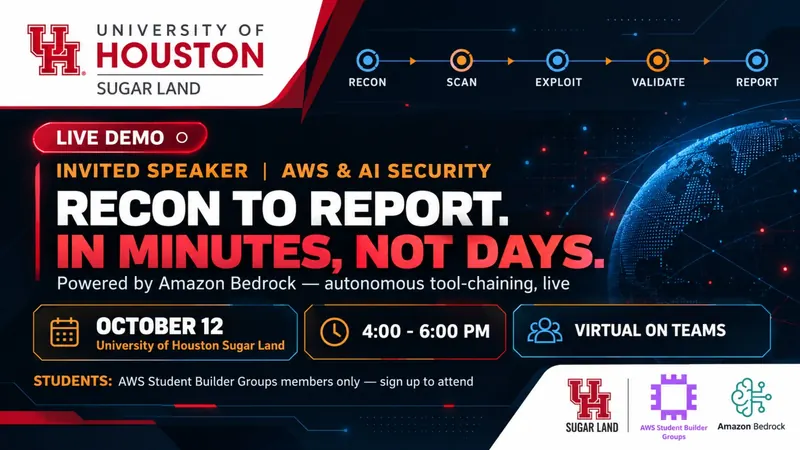 UNIVERSITY OF
HOUSTON
SUGAR LAND
RECON
SCAN
EXPLOIT
VALIDATE
REPORT
LIVE DEMO
INVITED SPEAKER | AWS & AI SECURITY
RECON TO REPORT.
IN MINUTES, NOT DAYS.
Powered by Amazon Bedrock — autonomous tool-chaining, live
OCTOBER 12
University of Houston Sugar Land
4:00 - 6:00 PM
VIRTUAL ON TEAMS
STUDENTS: AWS Student Builder Groups members only — sign up to attend
SUGAR LAND
AWS Student Builder
Groups
Amazon Bedrock